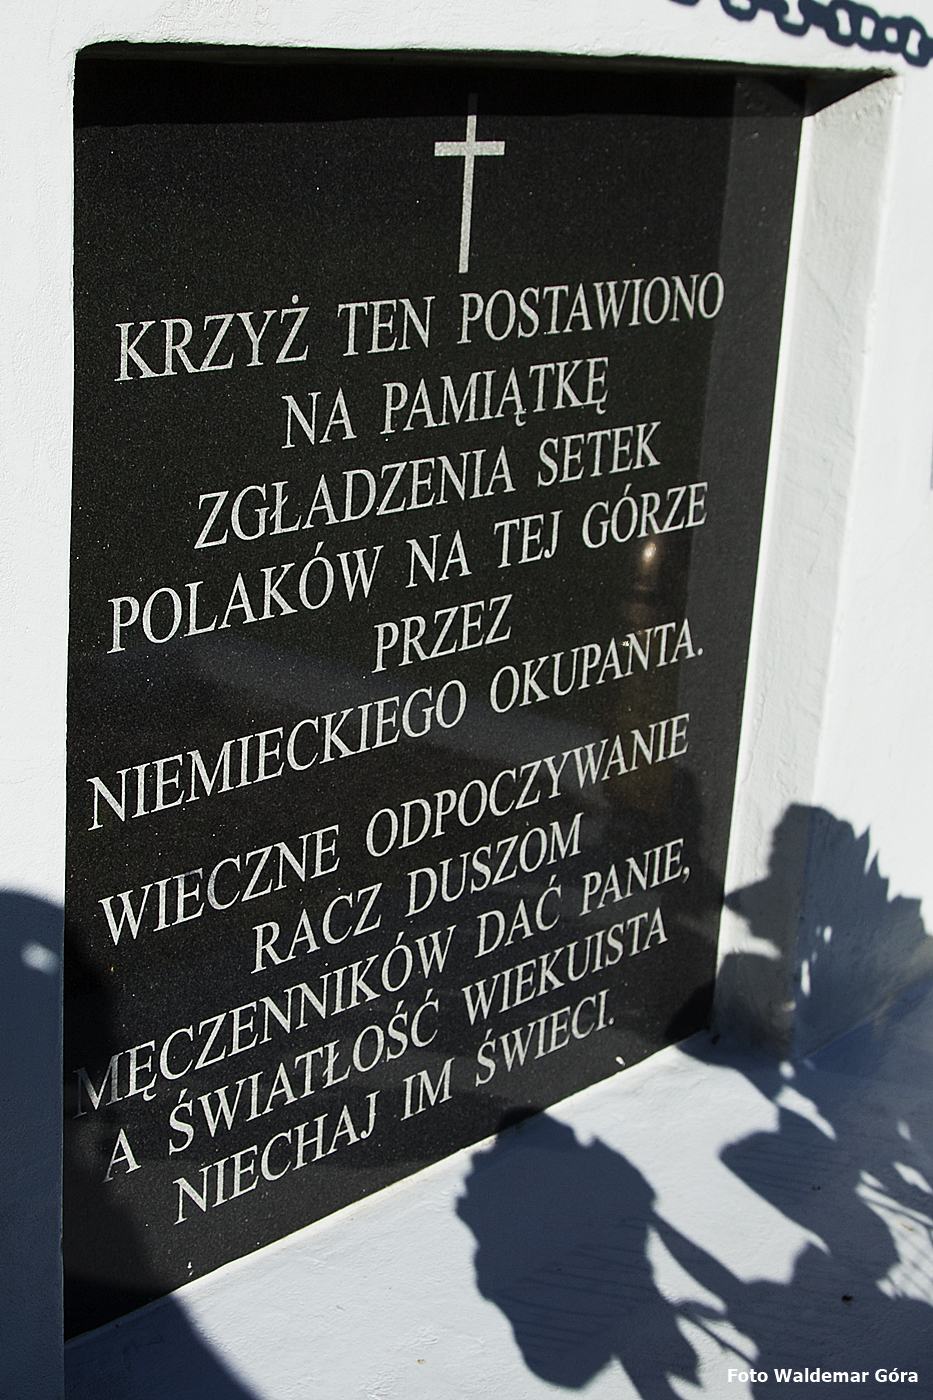 KRZYŻ TEN POSTAWIONO
NA PAMIĄTKĘ
ZGŁADZENIA SETEK
POLAKÓW NA TEJ GÓRZE
PRZEZ
NIEMIECKIEGO OKUPANTA.
WIECZNE ODPOCZYWANIE
RACZ DUSZOM
MĘCZENNIKÓW DAĆ PANIE,
A ŚWIATŁOŚĆ WIEKUISTA
NIECHAJ IM ŚWIECI.
Foto Waldemar Góra